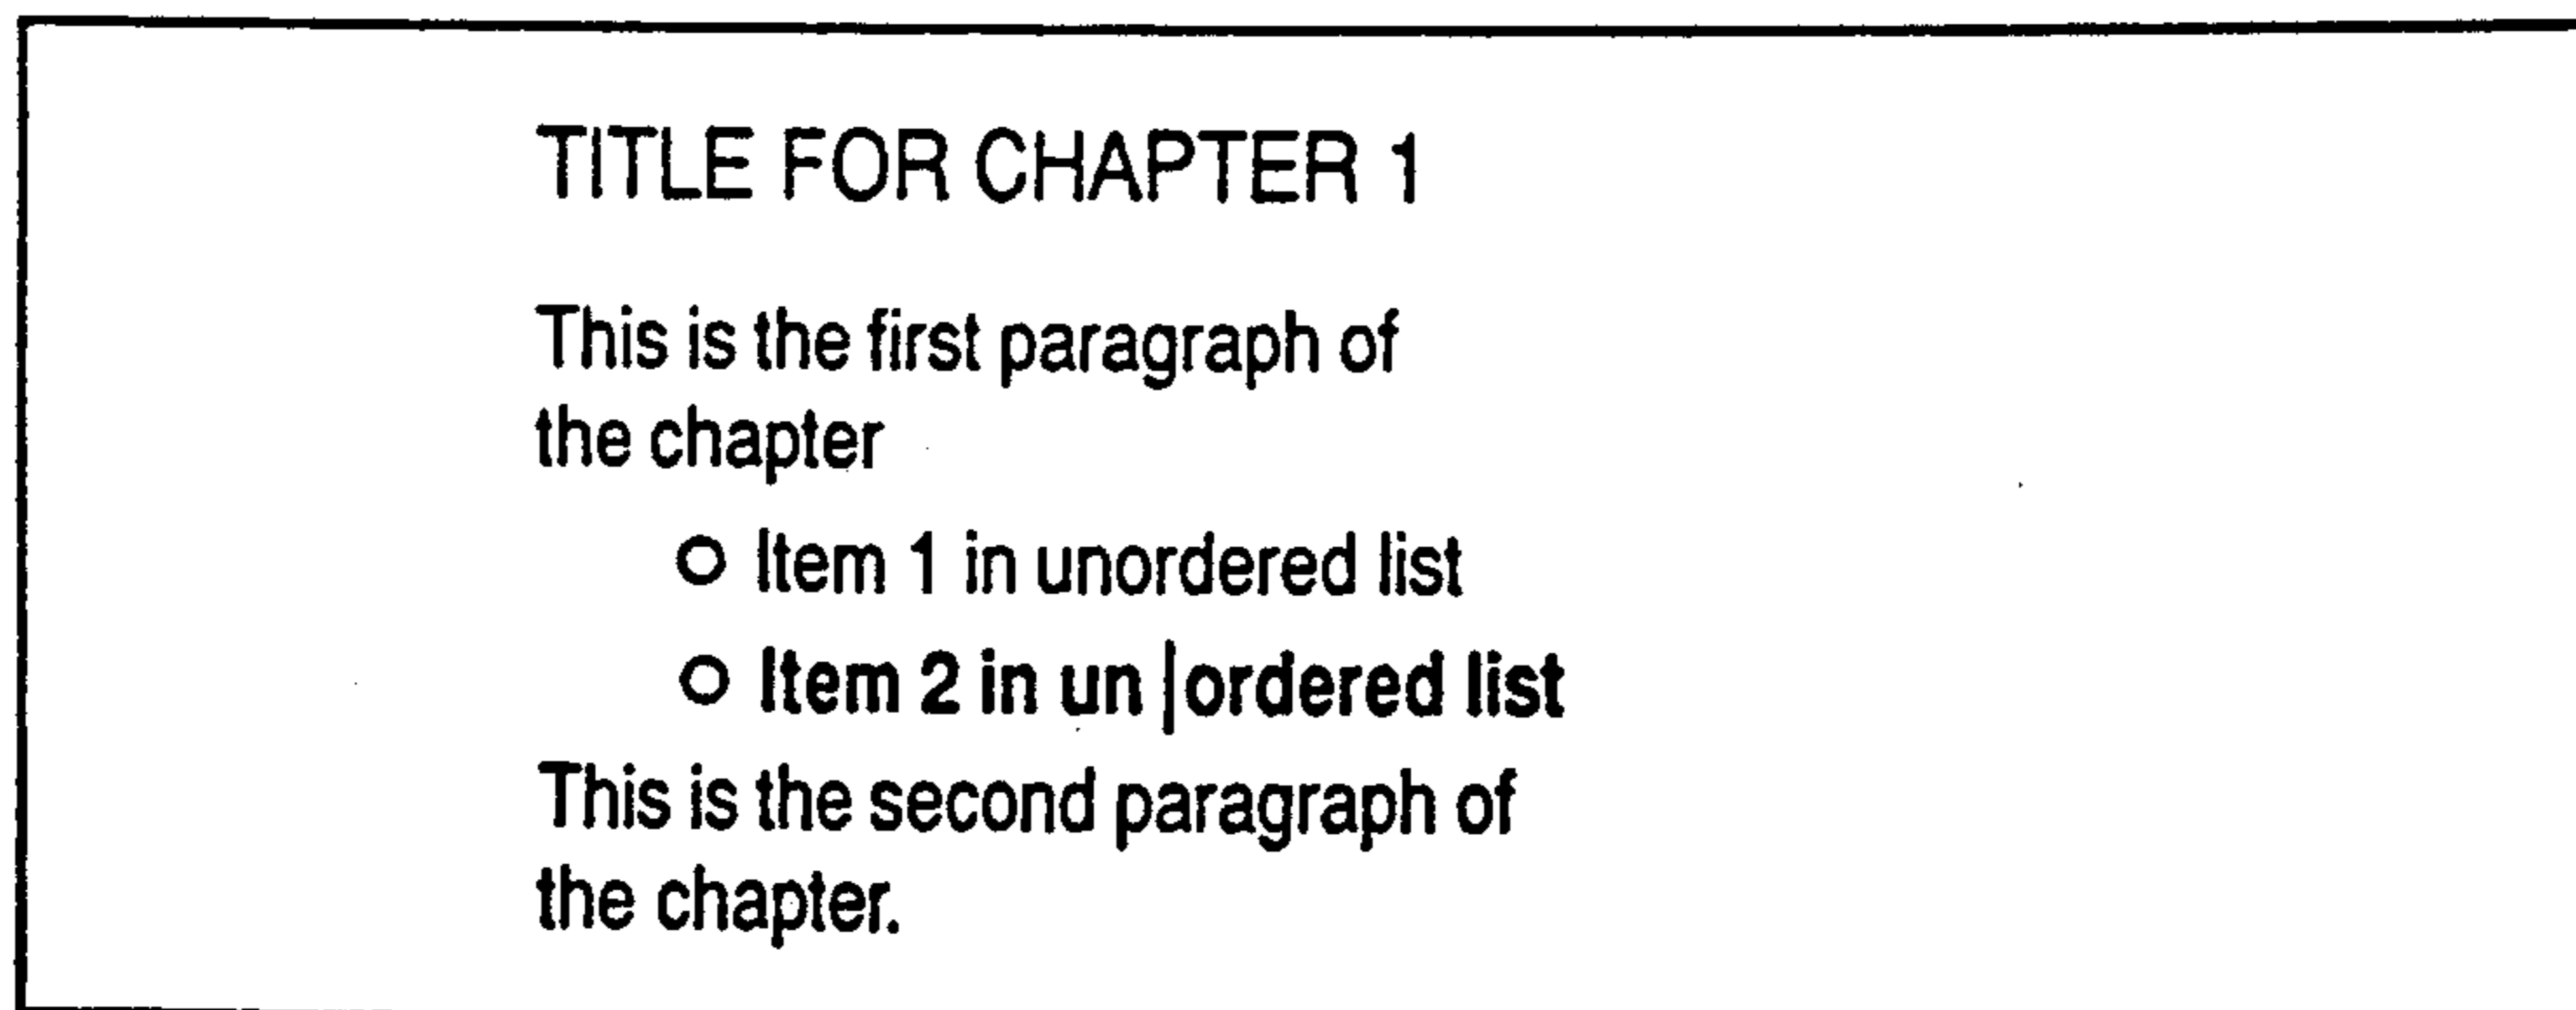 TITLE FOR CHAPTER 1
This is the first paragraph of
the chapter
○ Item 1 in unordered list
○ Item 2 in un |ordered list
This is the second paragraph of
the chapter.